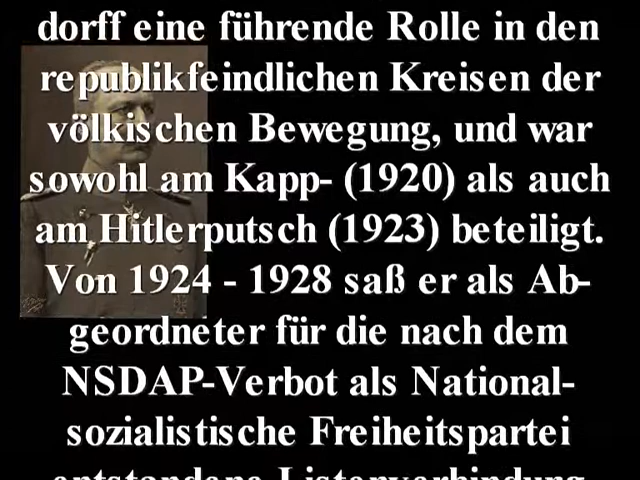 dorff eine führende Rolle in den
republikfeindlichen Kreisen der
völkischen Bewegung, und war
sowohl am Kapp- (1920) als auch
am Hitlerputsch (1923) beteiligt.
Von 1924 - 1928 saß er als Ab-
geordneter für die nach dem
NSDAP-Verbot als National-
sozialistische Freiheitspartei
entstandene Listenverbindung